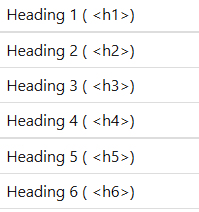 Heading 1 ( <h1>)
Heading 2 ( <h2>)
Heading 3 ( <h3>)
Heading 4 ( <h4>)
Heading 5 ( <h5>)
Heading 6 ( <h6>)